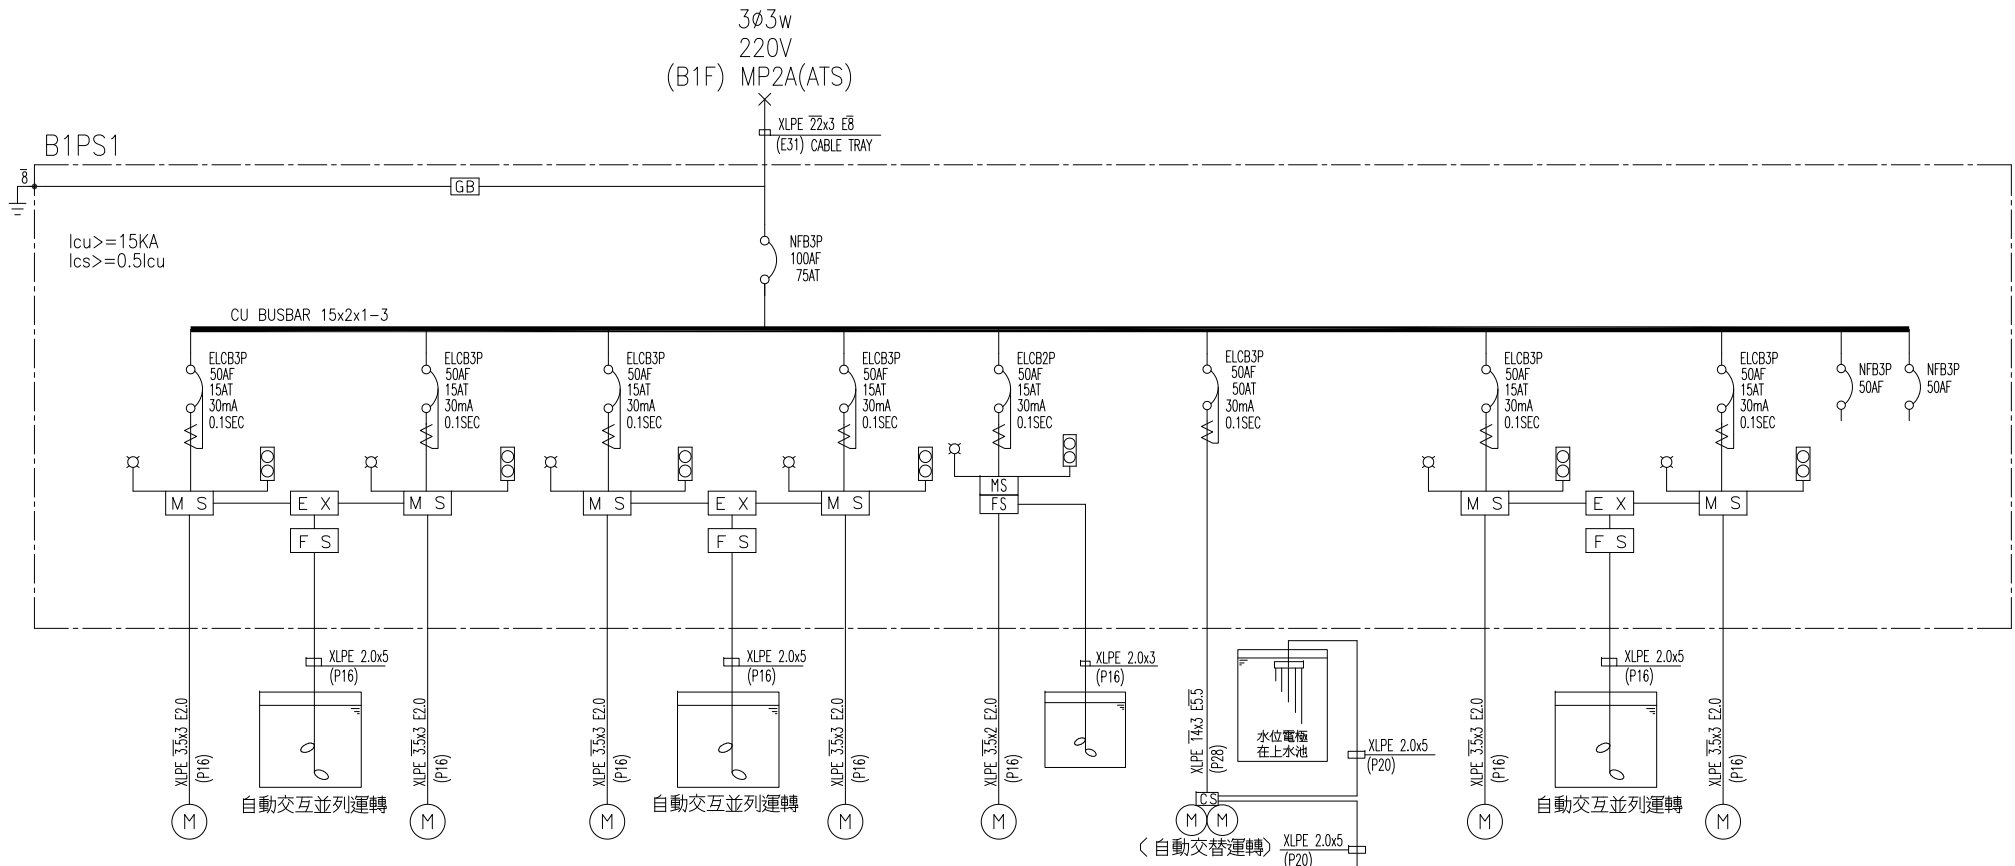 3ø3w
220V
(B1F) MP2A(ATS)
XLPE 22x3 E8
(E31) CABLE TRAY
B1PS1
8
GB
Icu>=15KA
Ics>=0.5Icu
NFB3P
100AF
75AT
CU BUSBAR 15x2x1-3
ELCB3P
50AF
15AT
30mA
0.1SEC
ELCB3P
50AF
15AT
30mA
0.1SEC
ELCB3P
50AF
15AT
30mA
0.1SEC
ELCB3P
50AF
15AT
30mA
0.1SEC
ELCB2P
50AF
15AT
30mA
0.1SEC
ELCB3P
50AF
50AT
30mA
0.1SEC
ELCB3P
50AF
15AT
30mA
0.1SEC
ELCB3P
50AF
15AT
30mA
0.1SEC
NFB3P
50AF
NFB3P
50AF
M S
E X
M S
F S
M S
E X
M S
F S
MS
FS
M S
E X
M S
F S
XLPE 2.0x5
(P16)
XLPE 2.0x5
(P16)
XLPE 2.0x3
(P16)
XLPE 2.0x5
(P16)
XLPE 3.5x3 E2.0
(P16)
XLPE 3.5x3 E2.0
(P16)
XLPE 3.5x3 E2.0
(P16)
XLPE 3.5x3 E2.0
(P16)
XLPE 3.5x2 E2.0
(P16)
XLPE 14x3 E5.5
(P28)
水位電極
在上水池
XLPE 2.0x5
(P20)
XLPE 3.5x3 E2.0
(P16)
XLPE 3.5x3 E2.0
(P16)
自動交互並列運轉
自動交互並列運轉
自動交互並列運轉
CS
M
M
M
M
M
M
M
M
M
(自動交替運轉)
XLPE 2.0x5
(P20)